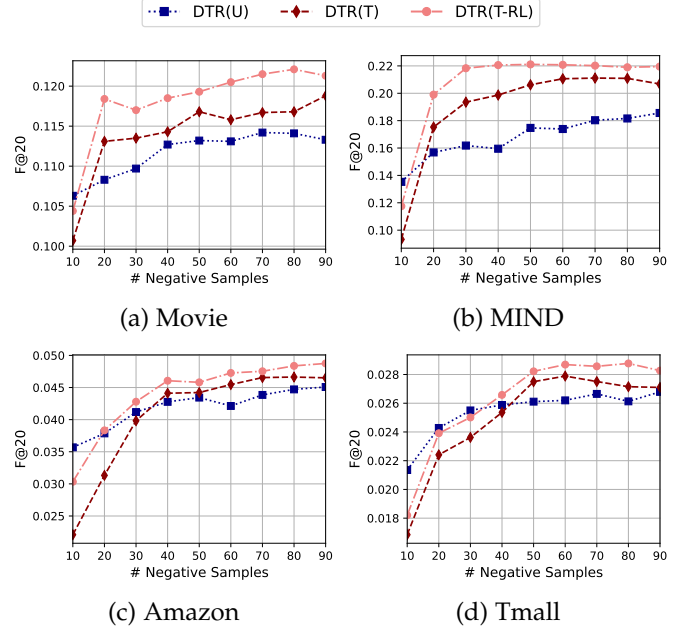 DTR(U) DTR(T) DTR(T-RL)
0.120
0.115
0.110
0.105
0.100
F@20
10 20 30 40 50 60 70 80 90
# Negative Samples
(a) Movie
0.22
0.20
0.18
0.16
0.14
0.12
0.10
F@20
10 20 30 40 50 60 70 80 90
# Negative Samples
(b) MIND
0.050
0.045
0.040
0.035
0.030
0.025
F@20
10 20 30 40 50 60 70 80 90
# Negative Samples
(c) Amazon
0.028
0.026
0.024
0.022
0.020
0.018
F@20
10 20 30 40 50 60 70 80 90
# Negative Samples
(d) Tmall